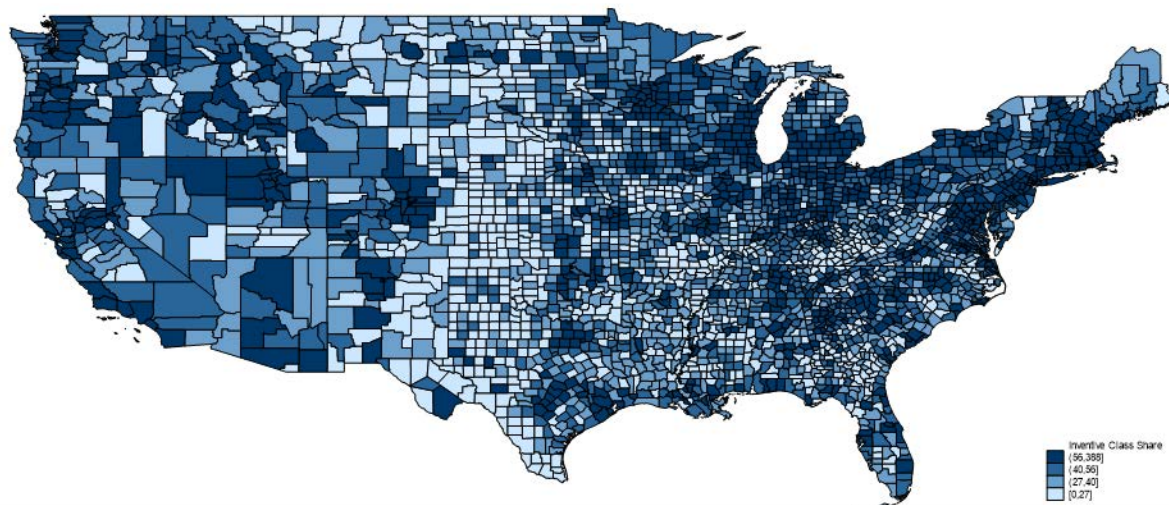 Inventive Class Share
(56,388]
(40,56]
(27,40]
[0,27]